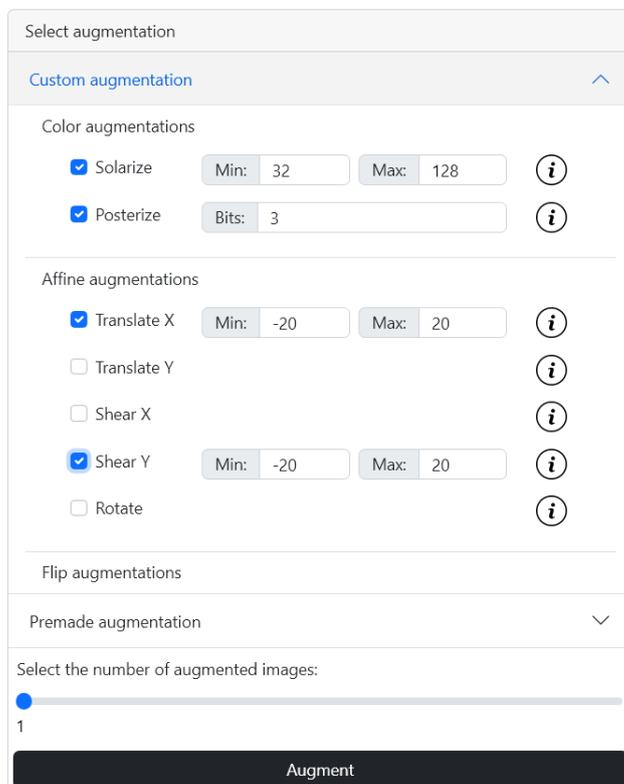 Select augmentation
Custom augmentation
Color augmentations
Solarize Min: 32 Max: 128 i
Posterize Bits: 3 i
Affine augmentations
Translate X Min: -20 Max: 20 i
Translate Y i
Shear X i
Shear Y Min: -20 Max: 20 i
Rotate i
Flip augmentations
Premade augmentation
Select the number of augmented images:
1
Augment